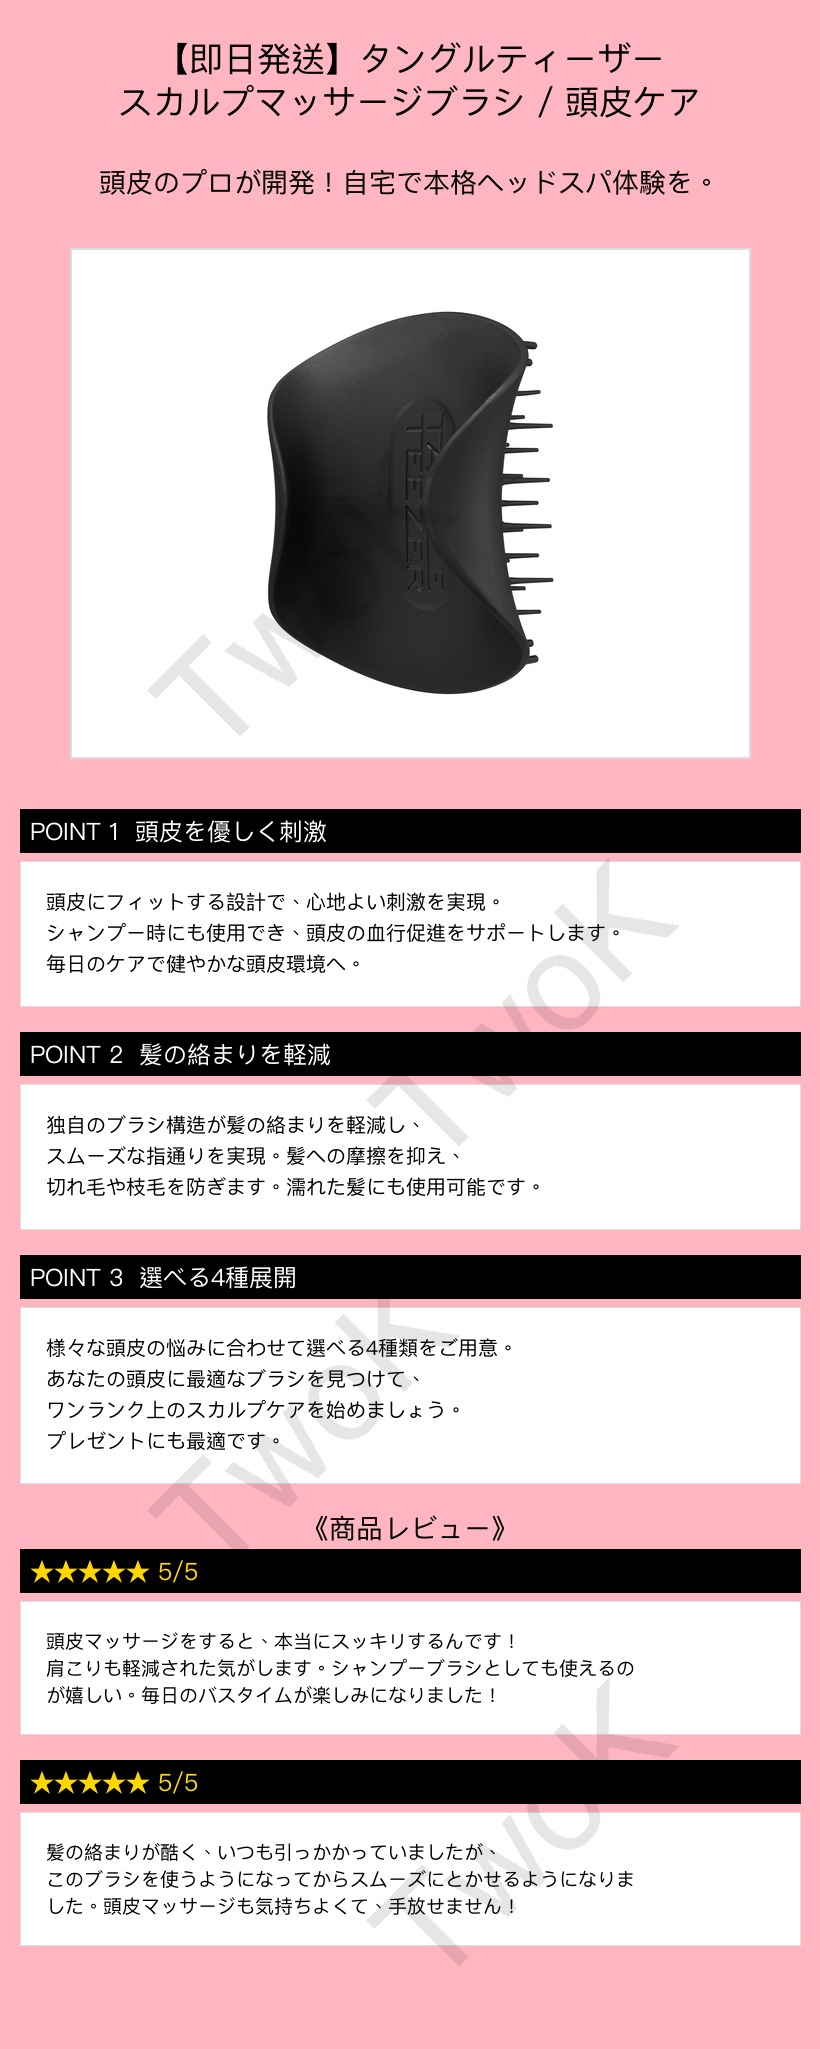 【即日発送】タングルティーザー
スカルプマッサージブラシ / 頭皮ケア
頭皮のプロが開発！自宅で本格ヘッドスパ体験を。
TEEZER
TwoK
POINT 1 頭皮を優しく刺激
頭皮にフィットする設計で、心地よい刺激を実現。
シャンプー時にも使用でき、頭皮の血行促進をサポートします。
毎日のケアで健やかな頭皮環境へ。
TwoK
POINT 2 髪の絡まりを軽減
独自のブラシ構造が髪の絡まりを軽減し、
スムーズな指通りを実現。髪への摩擦を抑え、
切れ毛や枝毛を防ぎます。濡れた髪にも使用可能です。
POINT 3 選べる4種展開
様々な頭皮の悩みに合わせて選べる4種類をご用意。
あなたの頭皮に最適なブラシを見つけて、
ワンランク上のスカルプケアを始めましょう。
プレゼントにも最適です。
TwoK
《商品レビュー》
★★★★★ 5/5
頭皮マッサージをすると、本当にスッキリするんです！
肩こりも軽減された気がします。シャンプーブラシとしても使えるの
が嬉しい。毎日のバスタイムが楽しみになりました！
★★★★★ 5/5
髪の絡まりが酷く、いつも引っかかっていましたが、
このブラシを使うようになってからスムーズにとかせるようになりま
した。頭皮マッサージも気持ちよくて、手放せません！
TwoK